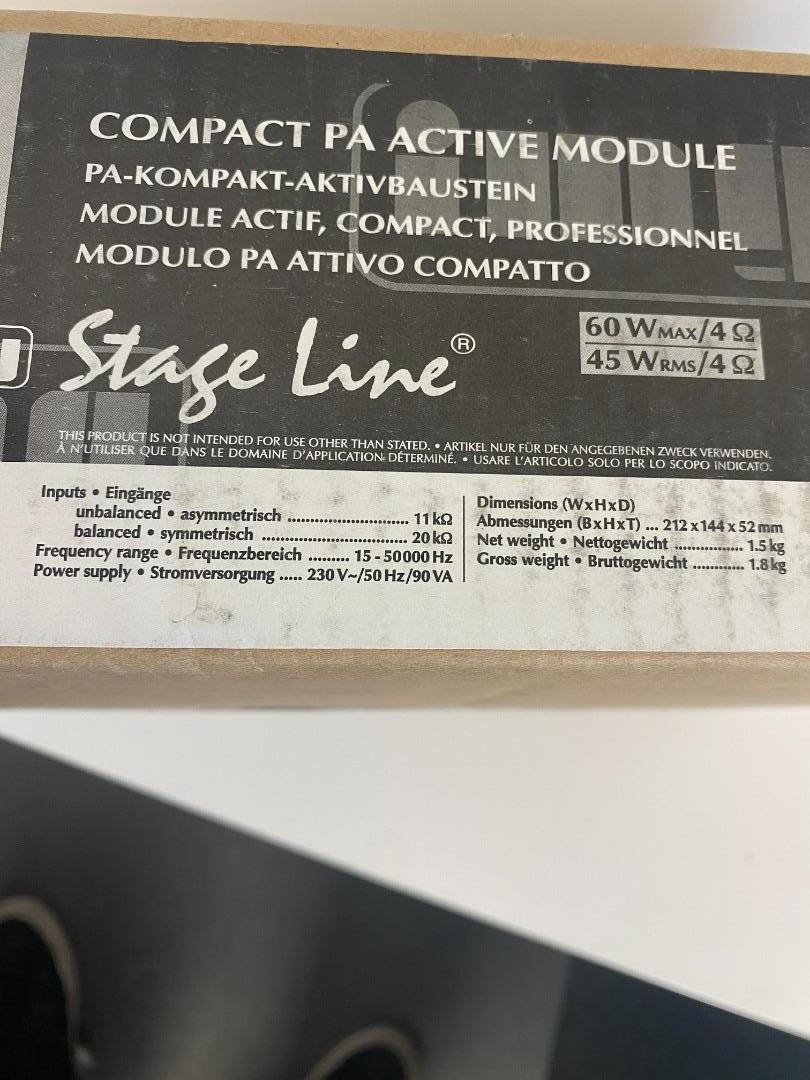 COMPACT PA ACTIVE MODULE
PA-KOMPAKT-AKTIVBAUSTEIN
MODULE ACTIF, COMPACT, PROFESSIONNEL
MODULO PA ATTIVO COMPATTO
Stage Line®
60 WMAX/4 Ω
45 WRMS/4 Ω
THIS PRODUCT IS NOT INTENDED FOR USE OTHER THAN STATED. • ARTIKEL NUR FÜR DEN ANGEGEBENEN ZWECK VERWENDEN.
À N'UTILISER QUE DANS LE DOMAINE D'APPLICATION DÉTERMINÉ. • USARE L'ARTICOLO SOLO PER LO SCOPO INDICATO.
Inputs • Eingänge
unbalanced • asymmetrisch ............................ 11 kΩ
balanced • symmetrisch ................................. 20 kΩ
Frequency range • Frequenzbereich ......... 15 - 50000 Hz
Power supply • Stromversorgung ..... 230 V~/50 Hz/90 VA
Dimensions (W x H x D)
Abmessungen (B x H x T) ... 212 x 144 x 52 mm
Net weight • Nettogewicht ................ 1.5 kg
Gross weight • Bruttogewicht ............ 1.8 kg